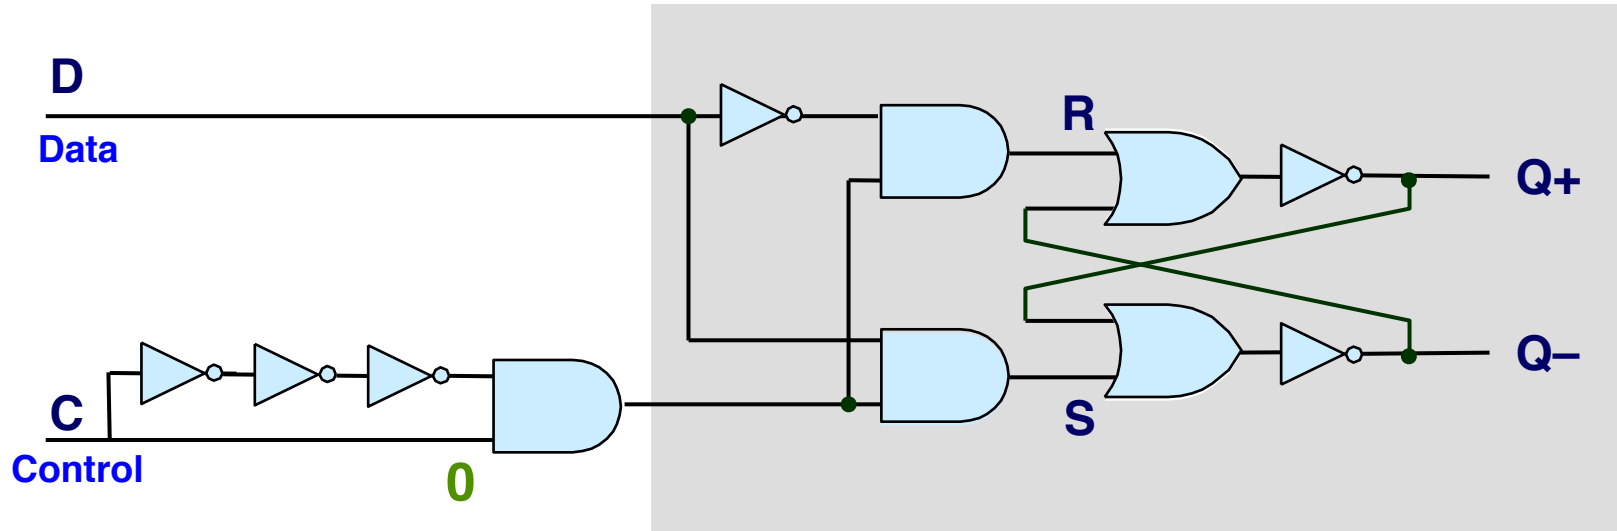 D
Data
R
Q+
Q–
C
S
Control
0